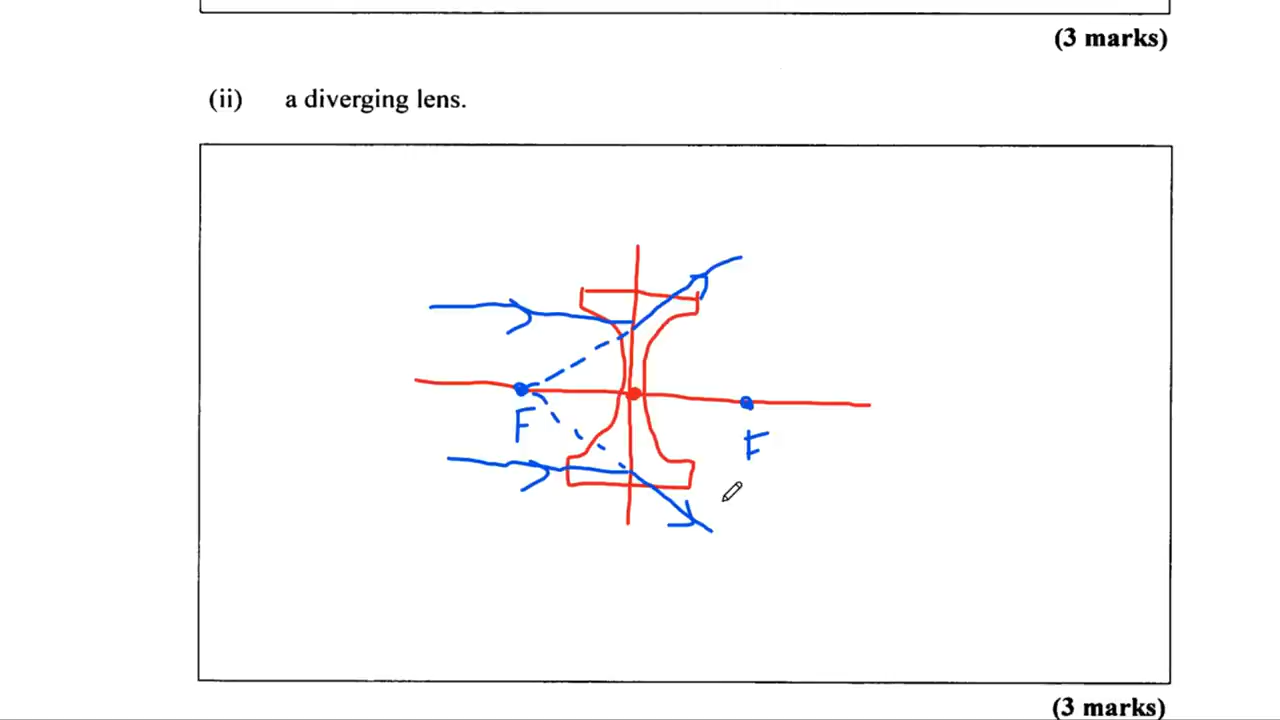 (3 marks)
(ii) a diverging lens.
F
F
(3 marks)